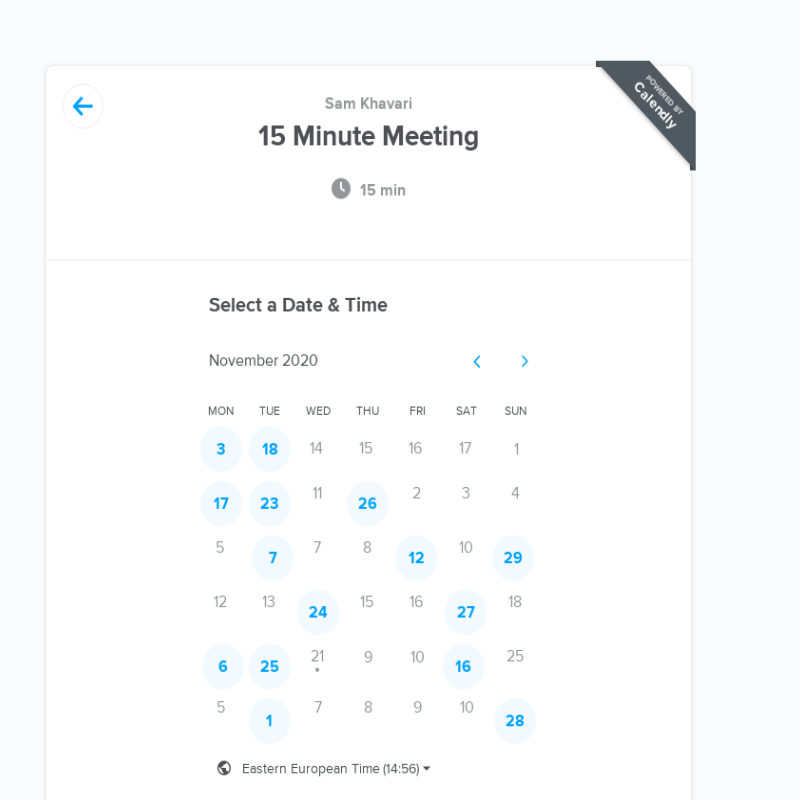 POWERED BY
Calendly
Sam Khavari
15 Minute Meeting
15 min
Select a Date & Time
November 2020
MON TUE WED THU FRI SAT SUN
3 18 14 15 16 17 1
17 23 11 26 2 3 4
5 7 7 8 12 10 29
12 13 24 15 16 27 18
6 25 21 9 10 16 25
5 1 7 8 9 10 28
Eastern European Time (14:56)